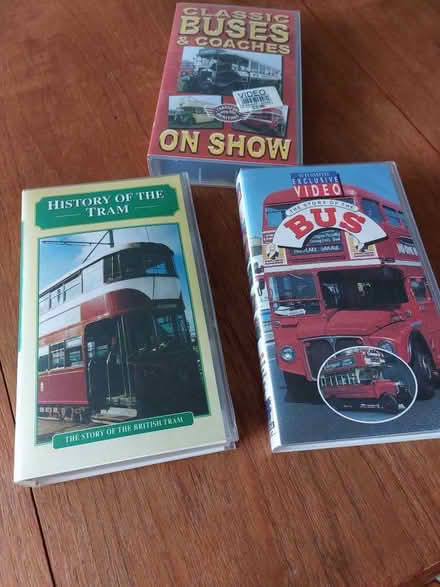 CLASSIC
BUSES
& COACHES
VIDEO
ON SHOW
HISTORY OF THE
TRAM
THE STORY OF THE BRITISH TRAM
EXCLUSIVE
VIDEO
THE STORY OF THE
BUS